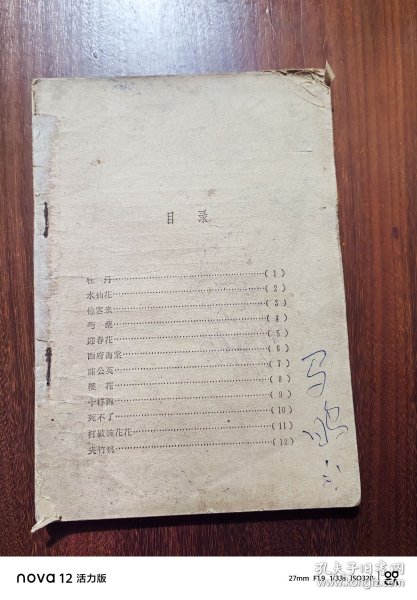 目 录
牡 丹……(1)
水仙花……(2)
仙客来……(3)
芍 藥……(4)
迎春花……(5)
西府海棠……(6)
蒲公英……(7)
樱 花……(8)
十样锦……(9)
死不了……(10)
打破碗花花……(11)
夹竹桃……(12)
nova 12 活力版
27mm F1.9 1/33s ISO320
孔夫子旧书网